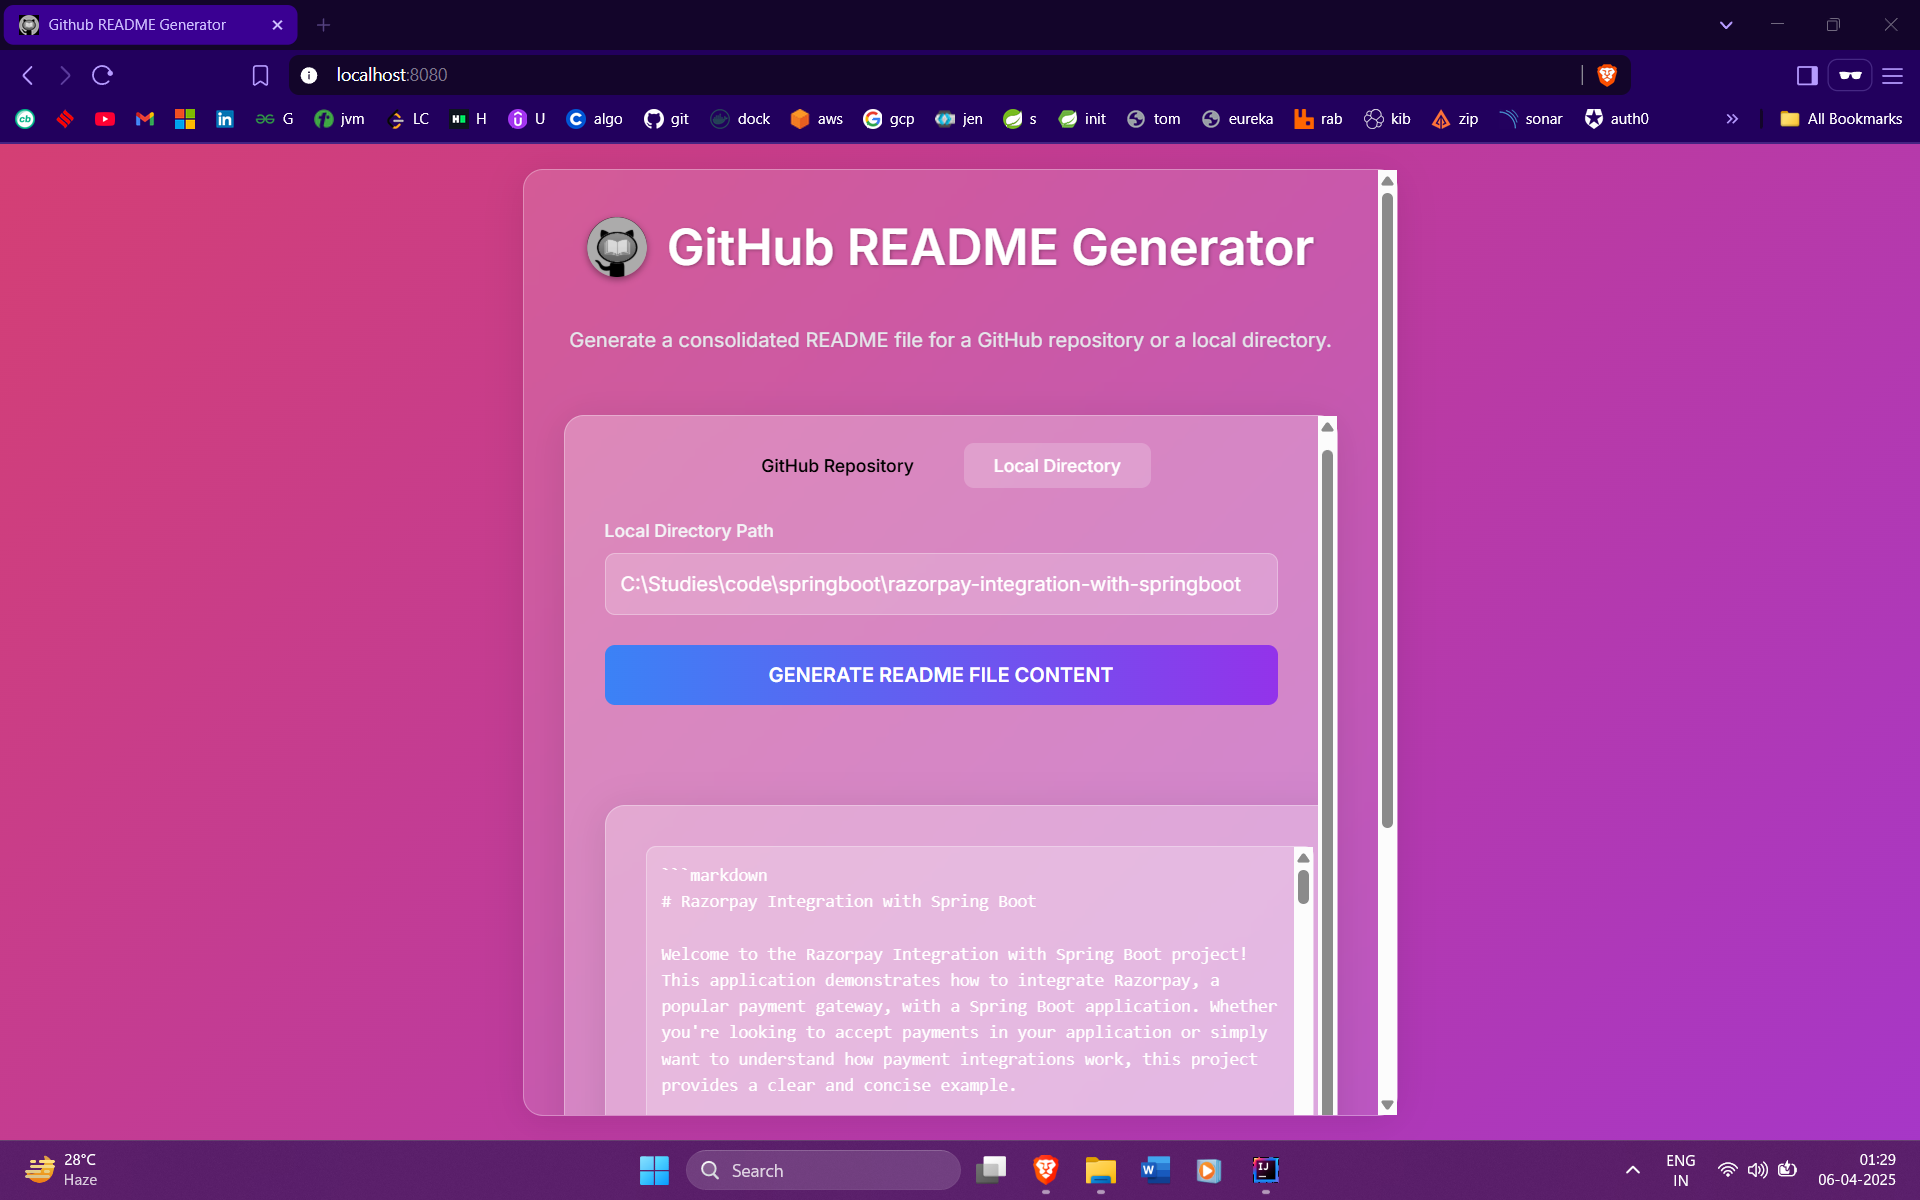 Github README Generator
localhost:8080
cb G jvm LC H U algo git dock aws gcp jen s init tom eureka rab kib zip sonar auth0 » All Bookmarks
GitHub README Generator
Generate a consolidated README file for a GitHub repository or a local directory.
GitHub Repository Local Directory
Local Directory Path
C:\Studies\code\springboot\razorpay-integration-with-springboot
GENERATE README FILE CONTENT
```markdown
# Razorpay Integration with Spring Boot
Welcome to the Razorpay Integration with Spring Boot project!
This application demonstrates how to integrate Razorpay, a
popular payment gateway, with a Spring Boot application. Whether
you're looking to accept payments in your application or simply
want to understand how payment integrations work, this project
provides a clear and concise example.
28°C
Haze
Search
ENG
IN
01:29
06-04-2025